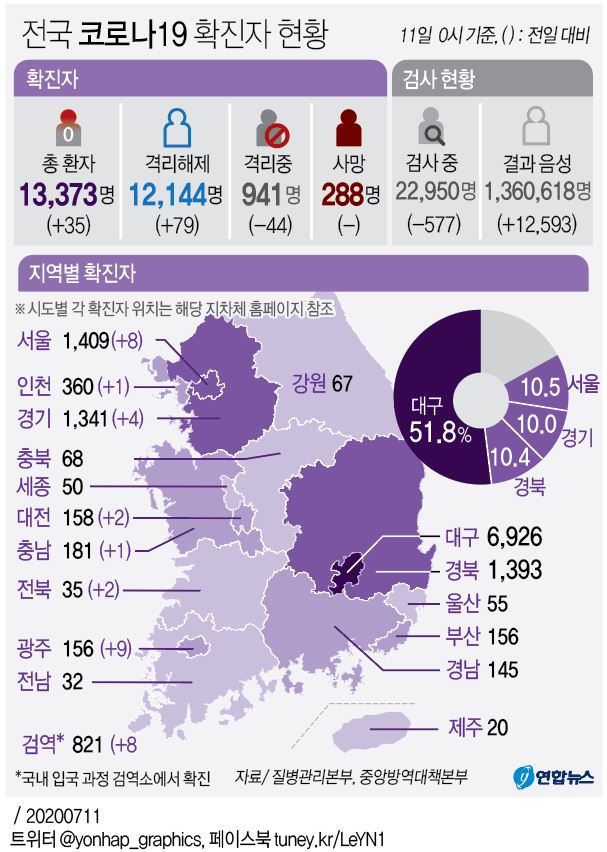 전국 코로나19 확진자 현황
11일 0시 기준, ( ) : 전일 대비
확진자
검사 현황
0
총 환자
13,373명
(+35)
격리해제
12,144명
(+79)
격리중
941명
(−44)
사망
288명
(−)
검사 중
22,950명
(−577)
결과 음성
1,360,618명
(+12,593)
지역별 확진자
※ 시도별 각 확진자 위치는 해당 지차체 홈페이지 참조
서울 1,409 (+8)
인천 360 (+1)
경기 1,341 (+4)
충북 68
세종 50
대전 158 (+2)
충남 181 (+1)
전북 35 (+2)
광주 156 (+9)
전남 32
검역* 821 (+8
강원 67
대구 6,926
경북 1,393
울산 55
부산 156
경남 145
제주 20
대구
51.8%
10.5 서울
10.0 경기
10.4 경북
*국내 입국 과정 검역소에서 확진
자료/ 질병관리본부, 중앙방역대책본부
y 연합뉴스
/ 20200711
트위터 @yonhap_graphics, 페이스북 tuney.kr/LeYN1